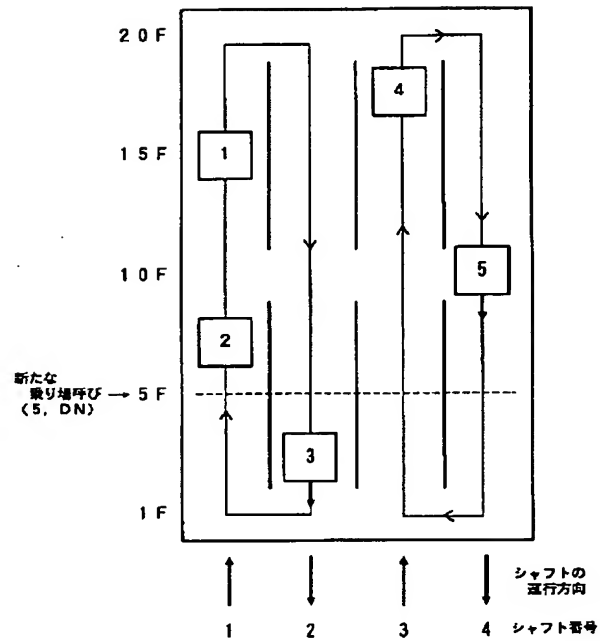 20F
4
15F
1
10F
5
2
新たな
乗り場呼び
(5, DN)
5F
3
1F
シャフトの
運行方向
1 2 3 4 シャフト番号